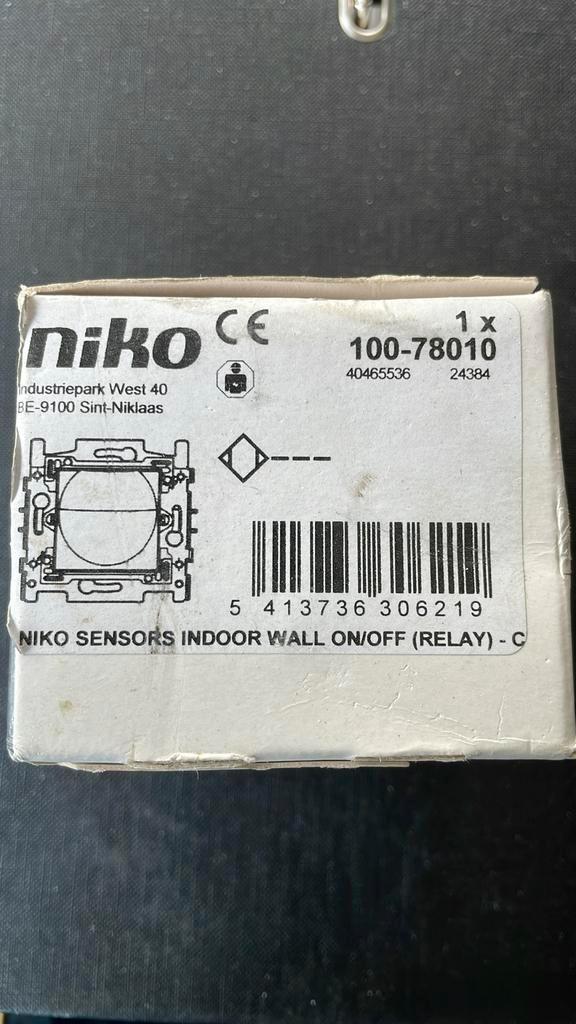 niko CE
1 x
100-78010
40465536 24384
Industriepark West 40
BE-9100 Sint-Niklaas
5 413736 306219
NIKO SENSORS INDOOR WALL ON/OFF (RELAY) - C